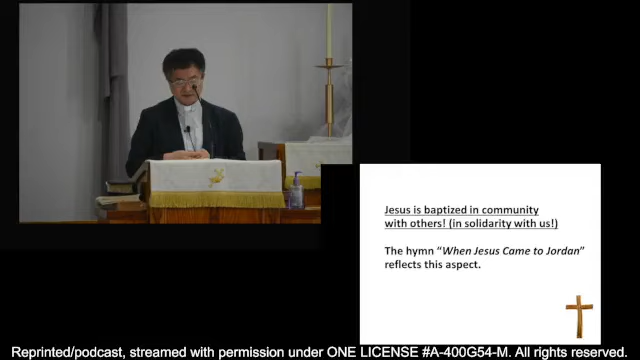 Jesus is baptized in community
with others! (in solidarity with us!)
The hymn “When Jesus Came to Jordan”
reflects this aspect.
Reprinted/podcast, streamed with permission under ONE LICENSE #A-400G54-M. All rights reserved.